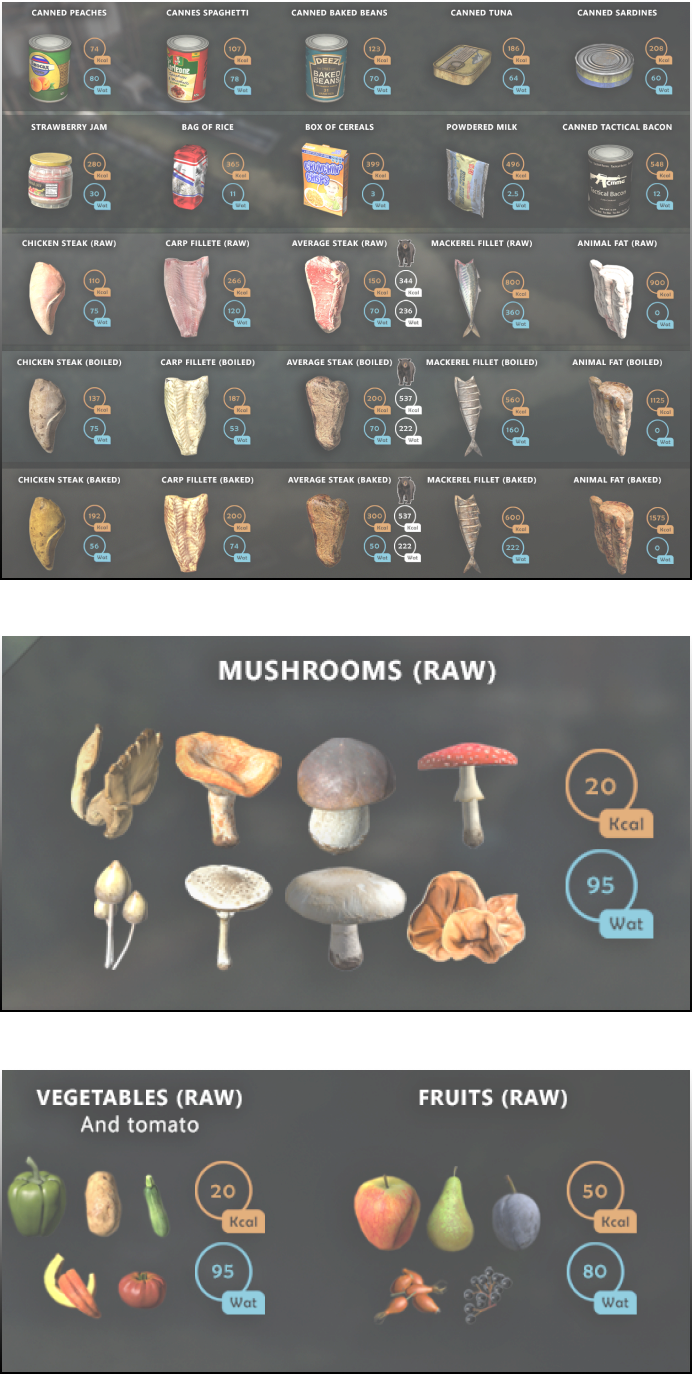 CANNED PEACHES
74
Kcal
80
Wat
CANNES SPAGHETTI
107
Kcal
78
Wat
CANNED BAKED BEANS
DEEZ
BAKED
BEANS
123
Kcal
70
Wat
CANNED TUNA
186
Kcal
64
Wat
CANNED SARDINES
208
Kcal
60
Wat
STRAWBERRY JAM
280
Kcal
30
Wat
BAG OF RICE
365
Kcal
11
Wat
BOX OF CEREALS
CRUNCHIN'
CRISPS
399
Kcal
3
Wat
POWDERED MILK
496
Kcal
2.5
Wat
CANNED TACTICAL BACON
Tactical Bacon
548
Kcal
12
Wat
CHICKEN STEAK (RAW)
110
Kcal
75
Wat
CARP FILLETE (RAW)
266
Kcal
120
Wat
AVERAGE STEAK (RAW)
150
Kcal
70
Wat
344
Kcal
236
Wat
MACKEREL FILLET (RAW)
800
Kcal
360
Wat
ANIMAL FAT (RAW)
900
Kcal
0
Wat
CHICKEN STEAK (BOILED)
137
Kcal
75
Wat
CARP FILLETE (BOILED)
187
Kcal
53
Wat
AVERAGE STEAK (BOILED)
200
Kcal
70
Wat
537
Kcal
222
Wat
MACKEREL FILLET (BOILED)
560
Kcal
160
Wat
ANIMAL FAT (BOILED)
1125
Kcal
0
Wat
CHICKEN STEAK (BAKED)
192
Kcal
56
Wat
CARP FILLETE (BAKED)
200
Kcal
74
Wat
AVERAGE STEAK (BAKED)
300
Kcal
50
Wat
537
Kcal
222
Wat
MACKEREL FILLET (BAKED)
600
Kcal
222
Wat
ANIMAL FAT (BAKED)
1575
Kcal
0
Wat
MUSHROOMS (RAW)
20
Kcal
95
Wat
VEGETABLES (RAW)
And tomato
20
Kcal
95
Wat
FRUITS (RAW)
50
Kcal
80
Wat